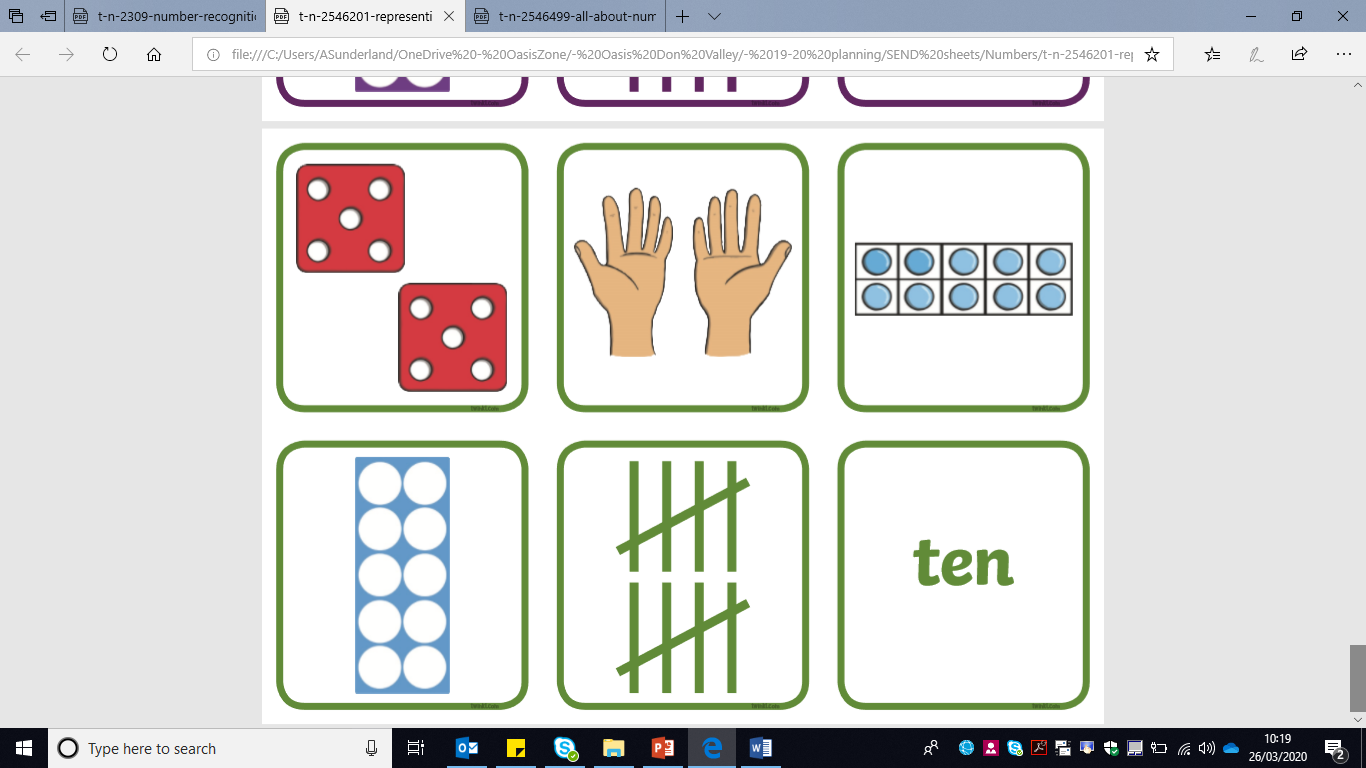 t-n-2309-number-recogniti
t-n-2546201-representi
t-n-2546499-all-about-num
file:///C:/Users/ASunderland/OneDrive%20-%20OasisZone/-%20Oasis%20Don%20Valley/-%2019-20%20planning/SEND%20sheets/Numbers/t-n-2546201-rep
ten
Type here to search
10:19
26/03/2020
2